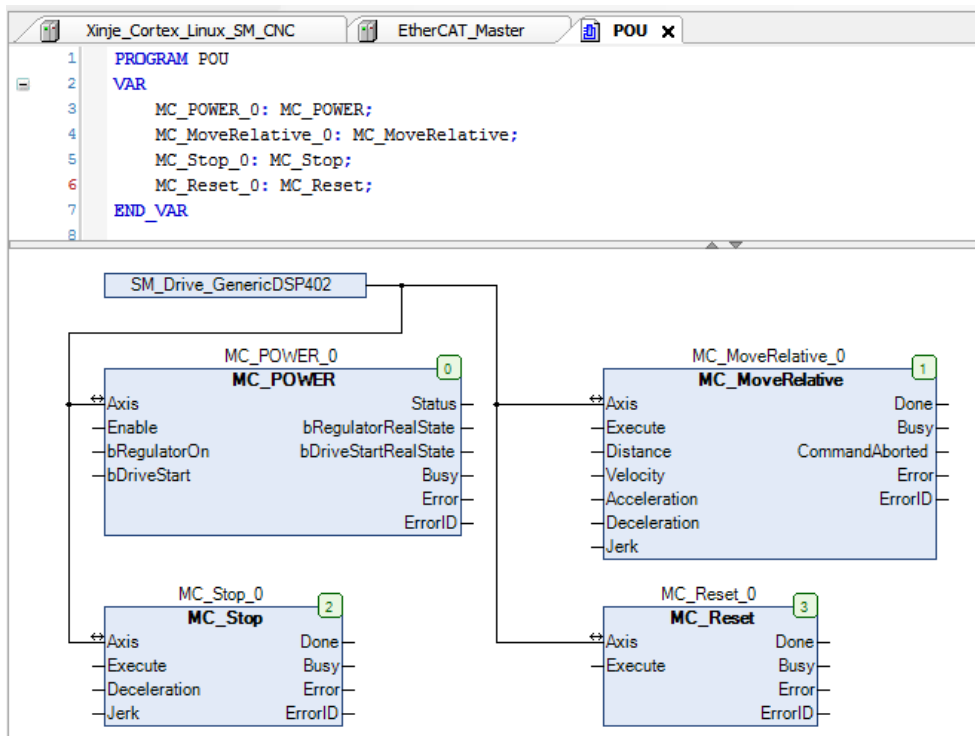 Xinje_Cortex_Linux_SM_CNC EtherCAT_Master POU
1 PROGRAM POU
2 VAR
3 MC_POWER_0: MC_POWER;
4 MC_MoveRelative_0: MC_MoveRelative;
5 MC_Stop_0: MC_Stop;
6 MC_Reset_0: MC_Reset;
7 END_VAR
8
SM_Drive_GenericDSP402
MC_POWER_0
0
MC_POWER
Axis Status
Enable bRegulatorRealState
bRegulatorOn bDriveStartRealState
bDriveStart Busy
Error
ErrorID
MC_MoveRelative_0
1
MC_MoveRelative
Axis Done
Execute Busy
Distance CommandAborted
Velocity Error
Acceleration ErrorID
Deceleration
Jerk
MC_Stop_0
2
MC_Stop
Axis Done
Execute Busy
Deceleration Error
Jerk ErrorID
MC_Reset_0
3
MC_Reset
Axis Done
Execute Busy
Error
ErrorID